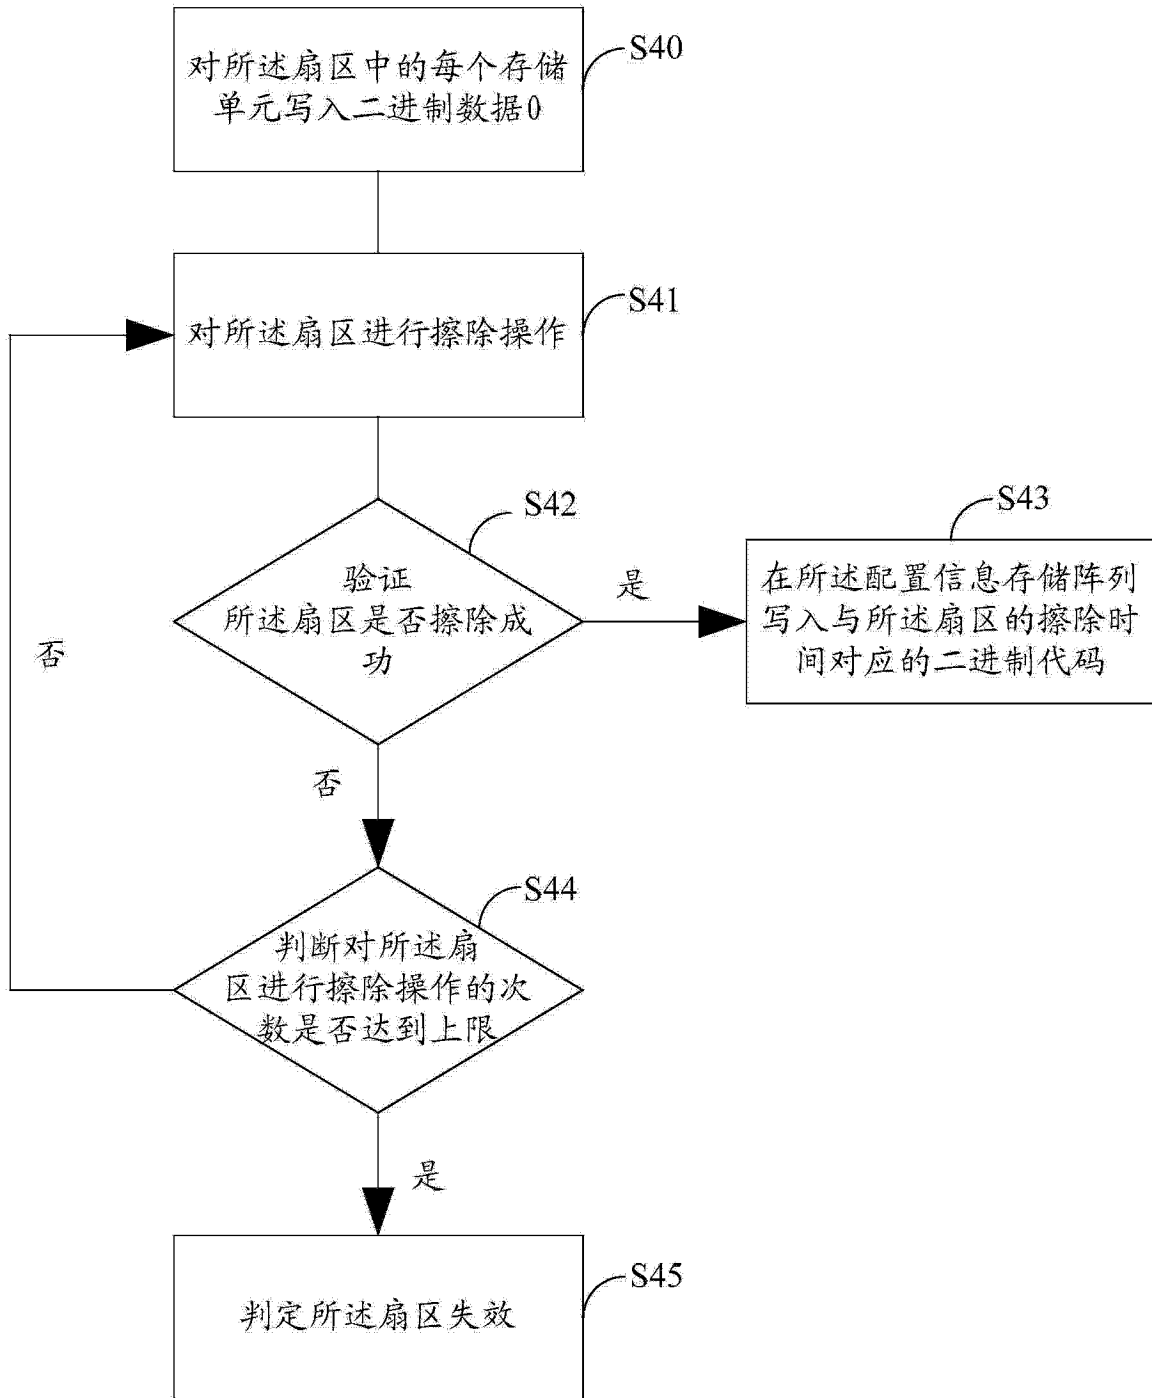 对所述扇区中的每个存储
单元写入二进制数据0
S40
对所述扇区进行擦除操作
S41
验证
所述扇区是否擦除成
功
S42
是
在所述配置信息存储阵列
写入与所述扇区的擦除时
间对应的二进制代码
S43
否
否
判断对所述扇
区进行擦除操作的次
数是否达到上限
S44
是
判定所述扇区失效
S45